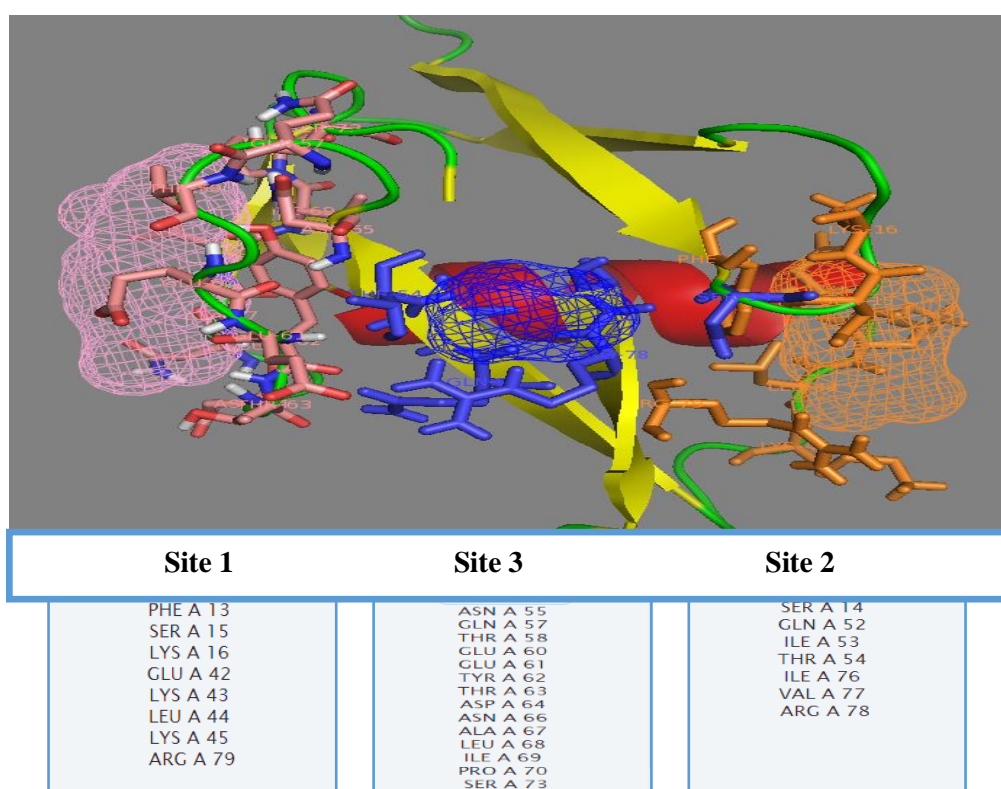 LYS-16
Site 1
Site 3
Site 2
PHE A 13
SER A 15
LYS A 16
GLU A 42
LYS A 43
LEU A 44
LYS A 45
ARG A 79
ASN A 55
GLN A 57
THR A 58
GLU A 60
GLU A 61
TYR A 62
THR A 63
ASP A 64
ASN A 66
ALA A 67
LEU A 68
ILE A 69
PRO A 70
SER A 73
SER A 14
GLN A 52
ILE A 53
THR A 54
ILE A 76
VAL A 77
ARG A 78